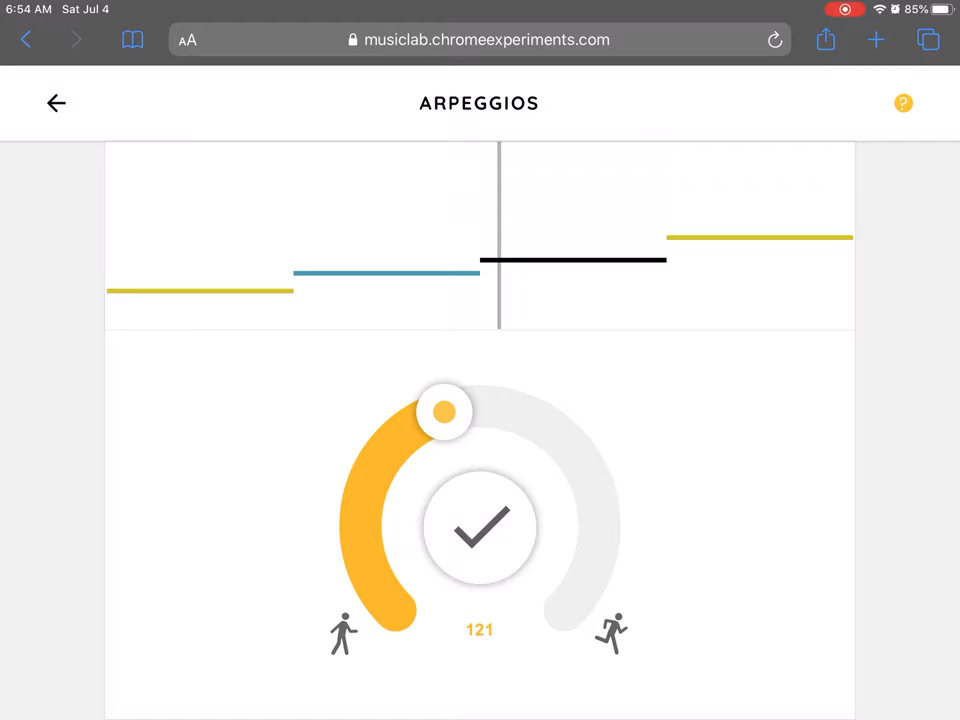 6:54 AM Sat Jul 4
85%
AA
musiclab.chromeexperiments.com
ARPEGGIOS
?
121